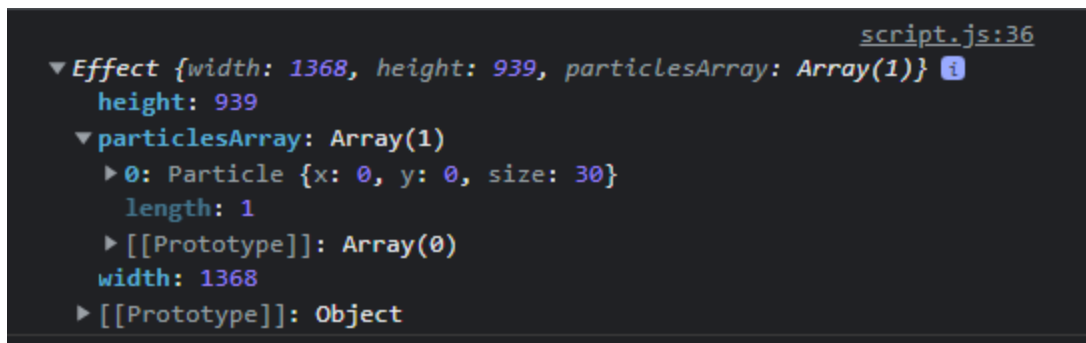 script.js:36
▼Effect {width: 1368, height: 939, particlesArray: Array(1)} i
height: 939
▼particlesArray: Array(1)
▶0: Particle {x: 0, y: 0, size: 30}
length: 1
▶[[Prototype]]: Array(0)
width: 1368
▶[[Prototype]]: Object